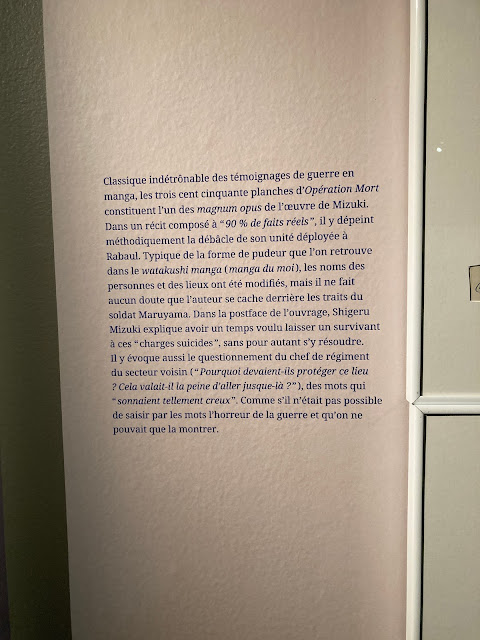 Classique indétrônable des témoignages de guerre en
manga, les trois cent cinquante planches d’Opération Mort
constituent l’un des magnum opus de l’œuvre de Mizuki.
Dans un récit composé à “90 % de faits réels”, il y dépeint
méthodiquement la débâcle de son unité déployée à
Rabaul. Typique de la forme de pudeur que l’on retrouve
dans le watakushi manga (manga du moi), les noms des
personnes et des lieux ont été modifiés, mais il ne fait
aucun doute que l’auteur se cache derrière les traits du
soldat Maruyama. Dans la postface de l’ouvrage, Shigeru
Mizuki explique avoir un temps voulu laisser un survivant
à ces “charges suicides”, sans pour autant s’y résoudre.
Il y évoque aussi le questionnement du chef de régiment
du secteur voisin (“Pourquoi devaient-ils protéger ce lieu
? Cela valait-il la peine d’aller jusque-là ?”), des mots qui
“sonnaient tellement creux”. Comme s’il n’était pas possible
de saisir par les mots l’horreur de la guerre et qu’on ne
pouvait que la montrer.